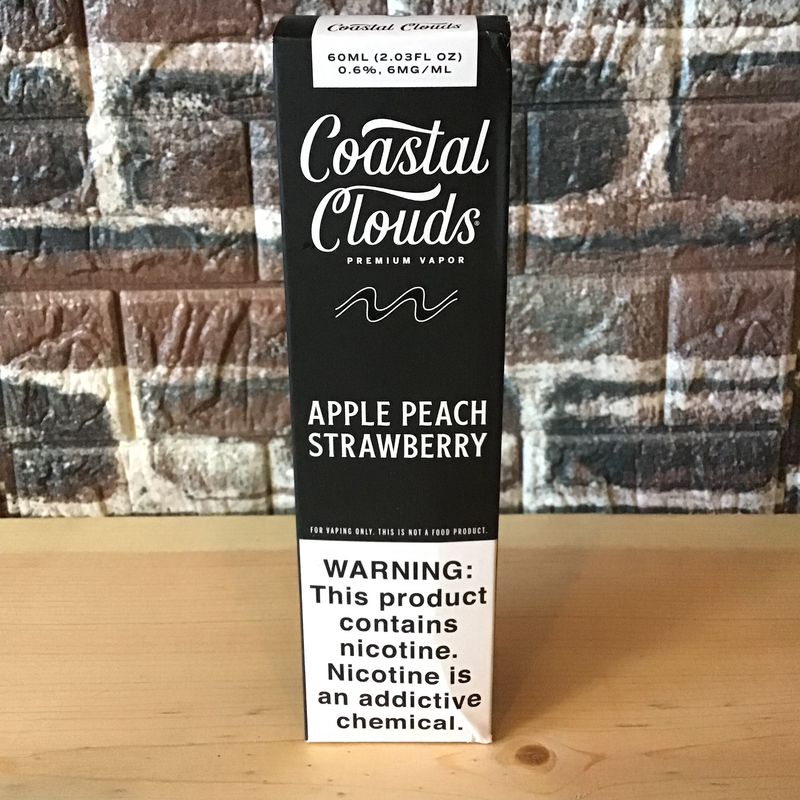 Coastal Clouds
60ML (2.03FL OZ)
0.6%, 6MG/ML
Coastal
Clouds®
PREMIUM VAPOR
APPLE PEACH
STRAWBERRY
FOR VAPING ONLY. THIS IS NOT A FOOD PRODUCT.
WARNING:
This product
contains
nicotine.
Nicotine is
an addictive
chemical.